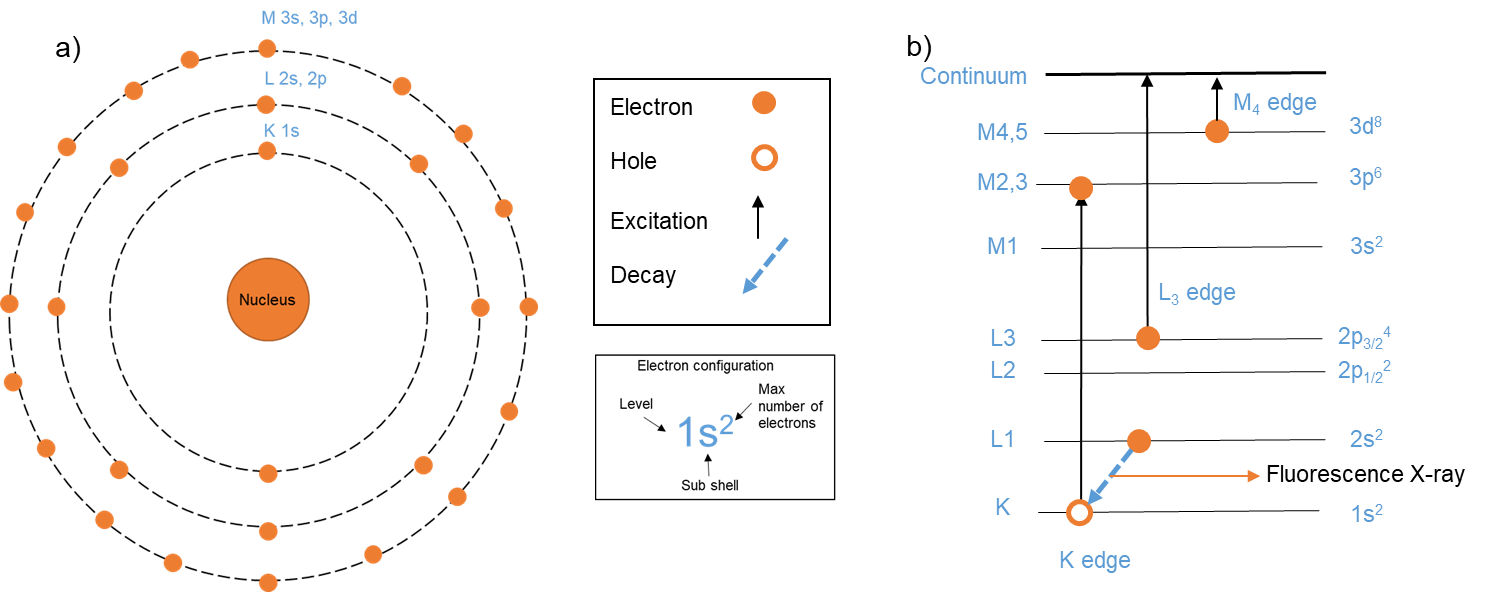 a)
M 3s, 3p, 3d
L 2s, 2p
K 1s
Nucleus
Electron
Hole
Excitation
Decay
Electron configuration
Level
Max
number of
electrons
1s²
Sub shell
b)
Continuum
M₄ edge
M4,5
3d⁸
M2,3
3p⁶
M1
3s²
L₃ edge
L3
2p₃/₂⁴
L2
2p₁/₂²
L1
2s²
Fluorescence X-ray
K
1s²
K edge